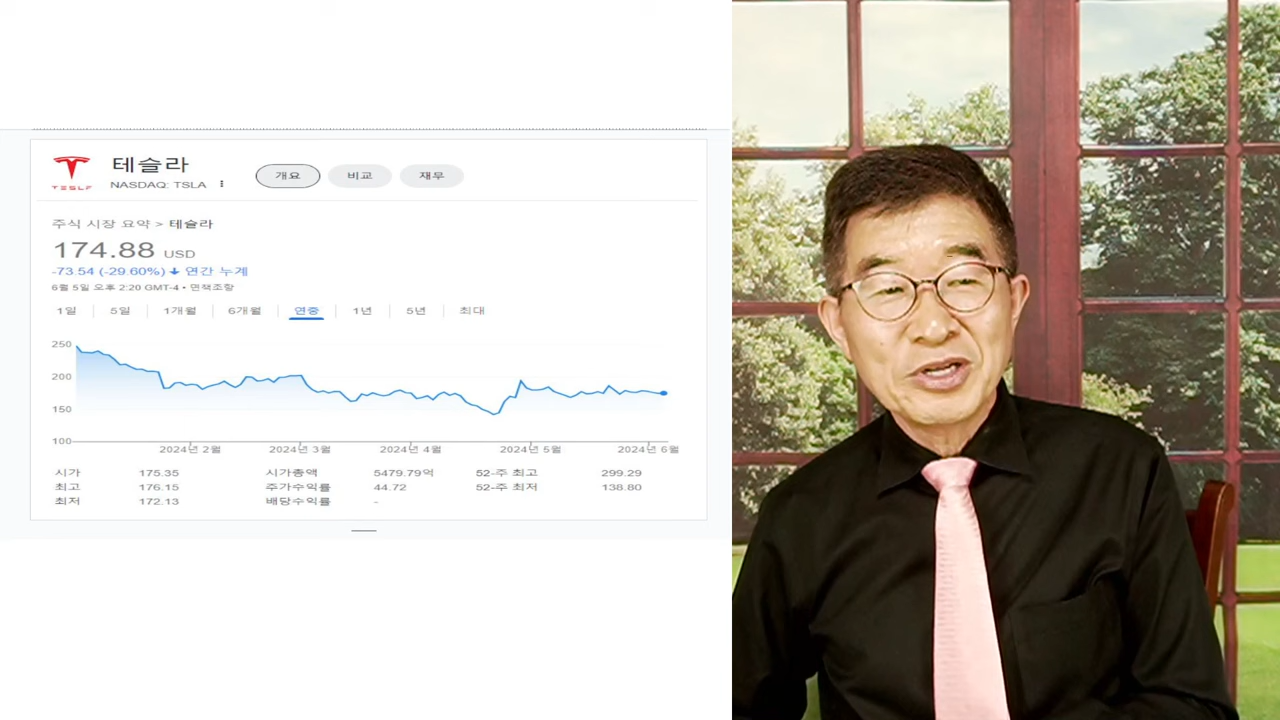 테슬라
NASDAQ: TSLA
TESLA
개요
비교
재무
주식 시장 요약 > 테슬라
174.88 USD
-73.54 (-29.60%) ↓ 연간 누계
6월 5일 오후 2:20 GMT-4 • 면책조항
1일 5일 1개월 6개월 연중 1년 5년 최대
250
200
150
100
2024년 2월 2024년 3월 2024년 4월 2024년 5월 2024년 6월
시가 175.35 시가총액 5479.79억 52-주 최고 299.29
최고 176.15 주가수익률 44.72 52-주 최저 138.80
최저 172.13 배당수익률 -